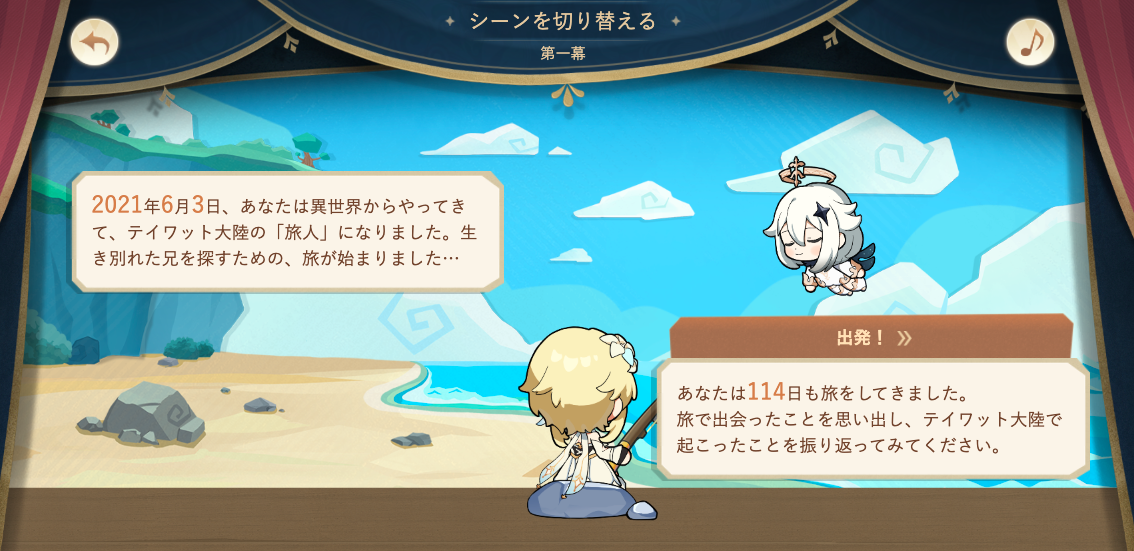 シーンを切り替える
第一幕
2021年6月3日、あなたは異世界からやってき
て、テイワット大陸の「旅人」になりました。生
き別れた兄を探すための、旅が始まりました…
出発！
あなたは114日も旅をしてきました。
旅で出会ったことを思い出し、テイワット大陸で
起こったことを振り返ってみてください。